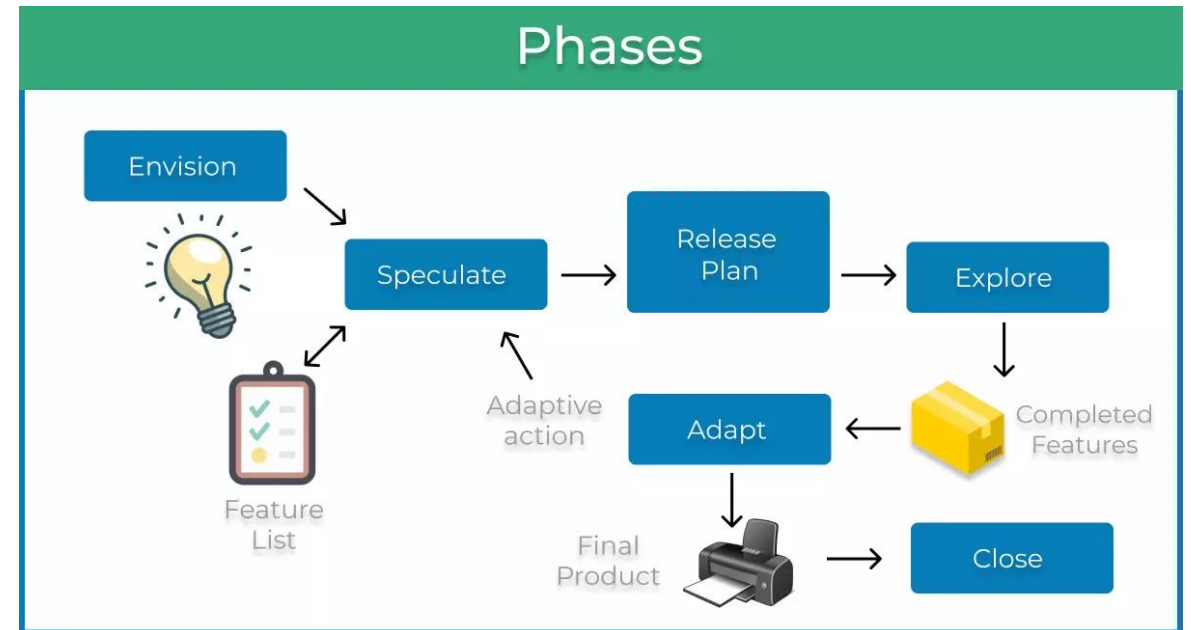 Phases
Envision
Speculate
Release
Plan
Explore
Feature
List
Adaptive
action
Adapt
Completed
Features
Final
Product
Close